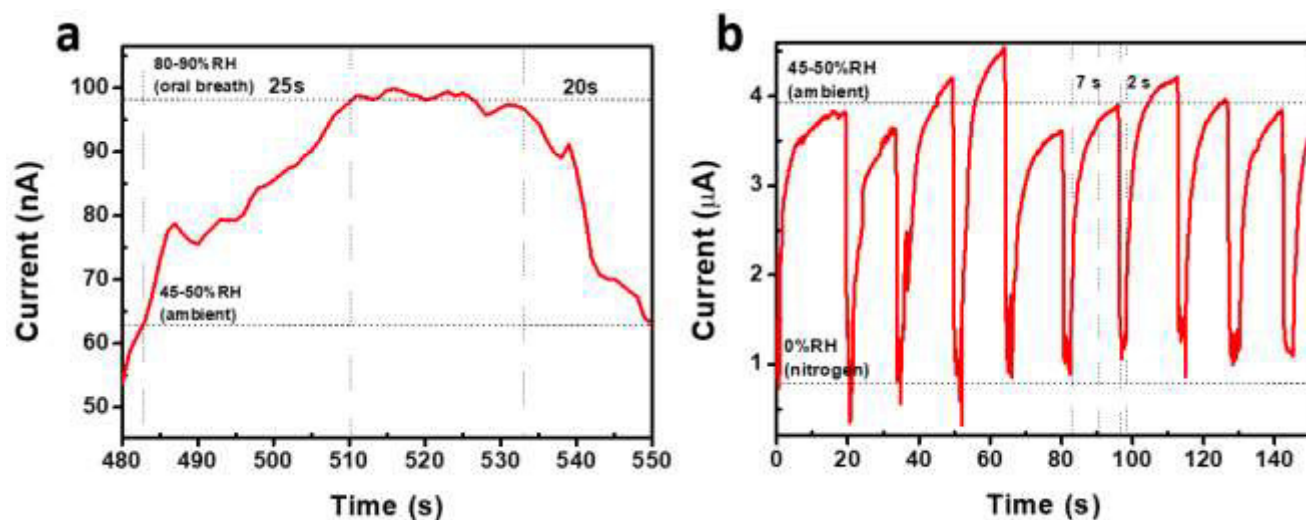 a
80-90%RH
(oral breath)
25s
20s
100
90
80
70
60
50
45-50%RH
(ambient)
Current (nA)
480 490 500 510 520 530 540 550
Time (s)
b
45-50%RH
(ambient)
7 s
2 s
4
3
2
1
0%RH
(nitrogen)
Current (μA)
0 20 40 60 80 100 120 140
Time (s)